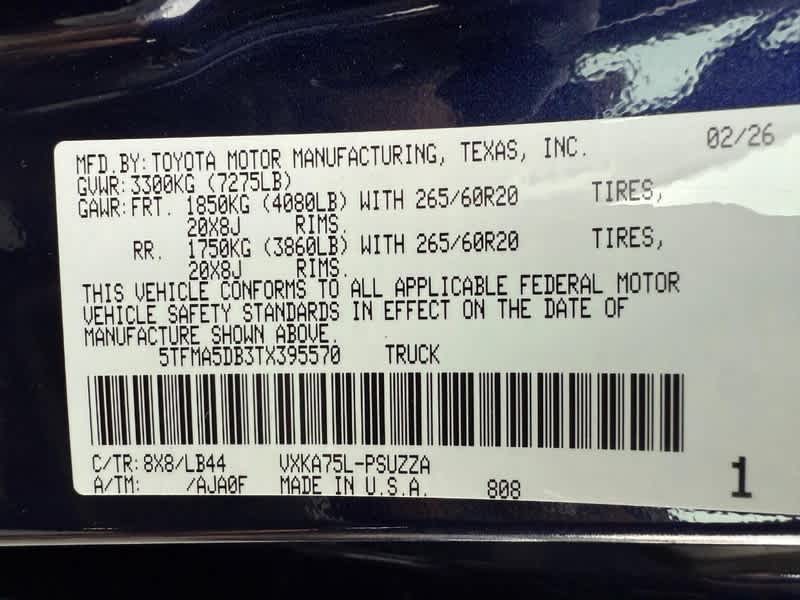 MFD.BY:TOYOTA MOTOR MANUFACTURING, TEXAS, INC. 02/26
GVWR:3300KG (7275LB)
GAWR:FRT. 1850KG (4080LB) WITH 265/60R20 TIRES,
20X8J RIMS.
RR. 1750KG (3860LB) WITH 265/60R20 TIRES,
20X8J RIMS.
THIS VEHICLE CONFORMS TO ALL APPLICABLE FEDERAL MOTOR
VEHICLE SAFETY STANDARDS IN EFFECT ON THE DATE OF
MANUFACTURE SHOWN ABOVE.
5TFMA5DB3TX395570 TRUCK
C/TR:8X8/LB44 VXKA75L-PSUZZA
A/TM: /AJA0F MADE IN U.S.A. 808 1